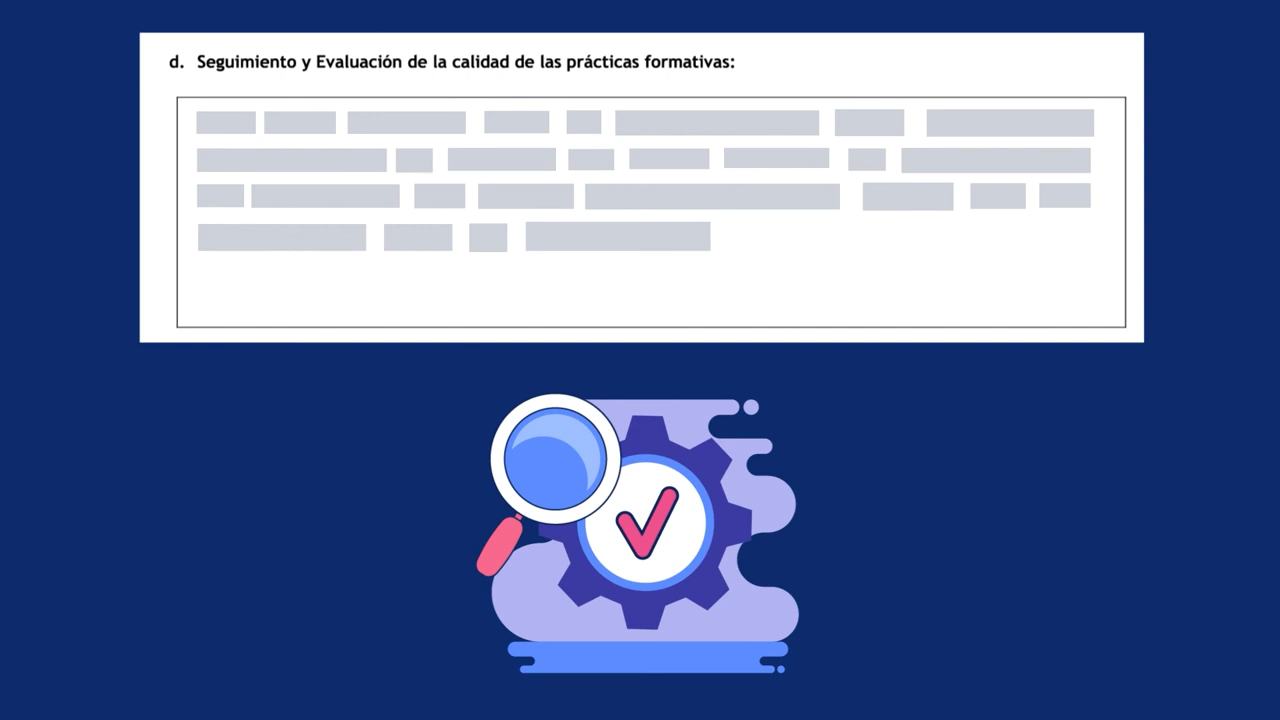 d. Seguimiento y Evaluación de la calidad de las prácticas formativas: